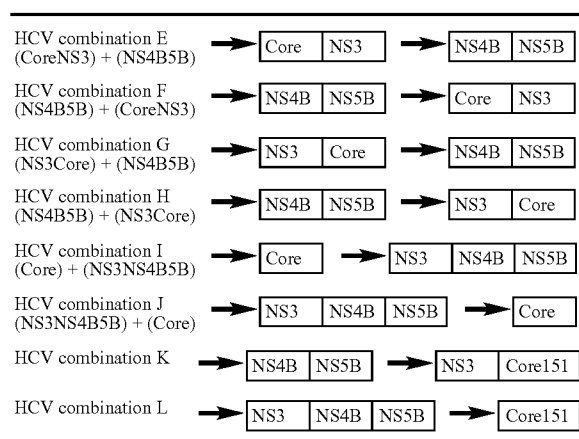 HCV combination E
(CoreNS3) + (NS4B5B)
Core NS3 NS4B NS5B
HCV combination F
(NS4B5B) + (CoreNS3)
NS4B NS5B Core NS3
HCV combination G
(NS3Core) + (NS4B5B)
NS3 Core NS4B NS5B
HCV combination H
(NS4B5B) + (NS3Core)
NS4B NS5B NS3 Core
HCV combination I
(Core) + (NS3NS4B5B)
Core NS3 NS4B NS5B
HCV combination J
(NS3NS4B5B) + (Core)
NS3 NS4B NS5B Core
HCV combination K
NS4B NS5B NS3 Core151
HCV combination L
NS3 NS4B NS5B Core151